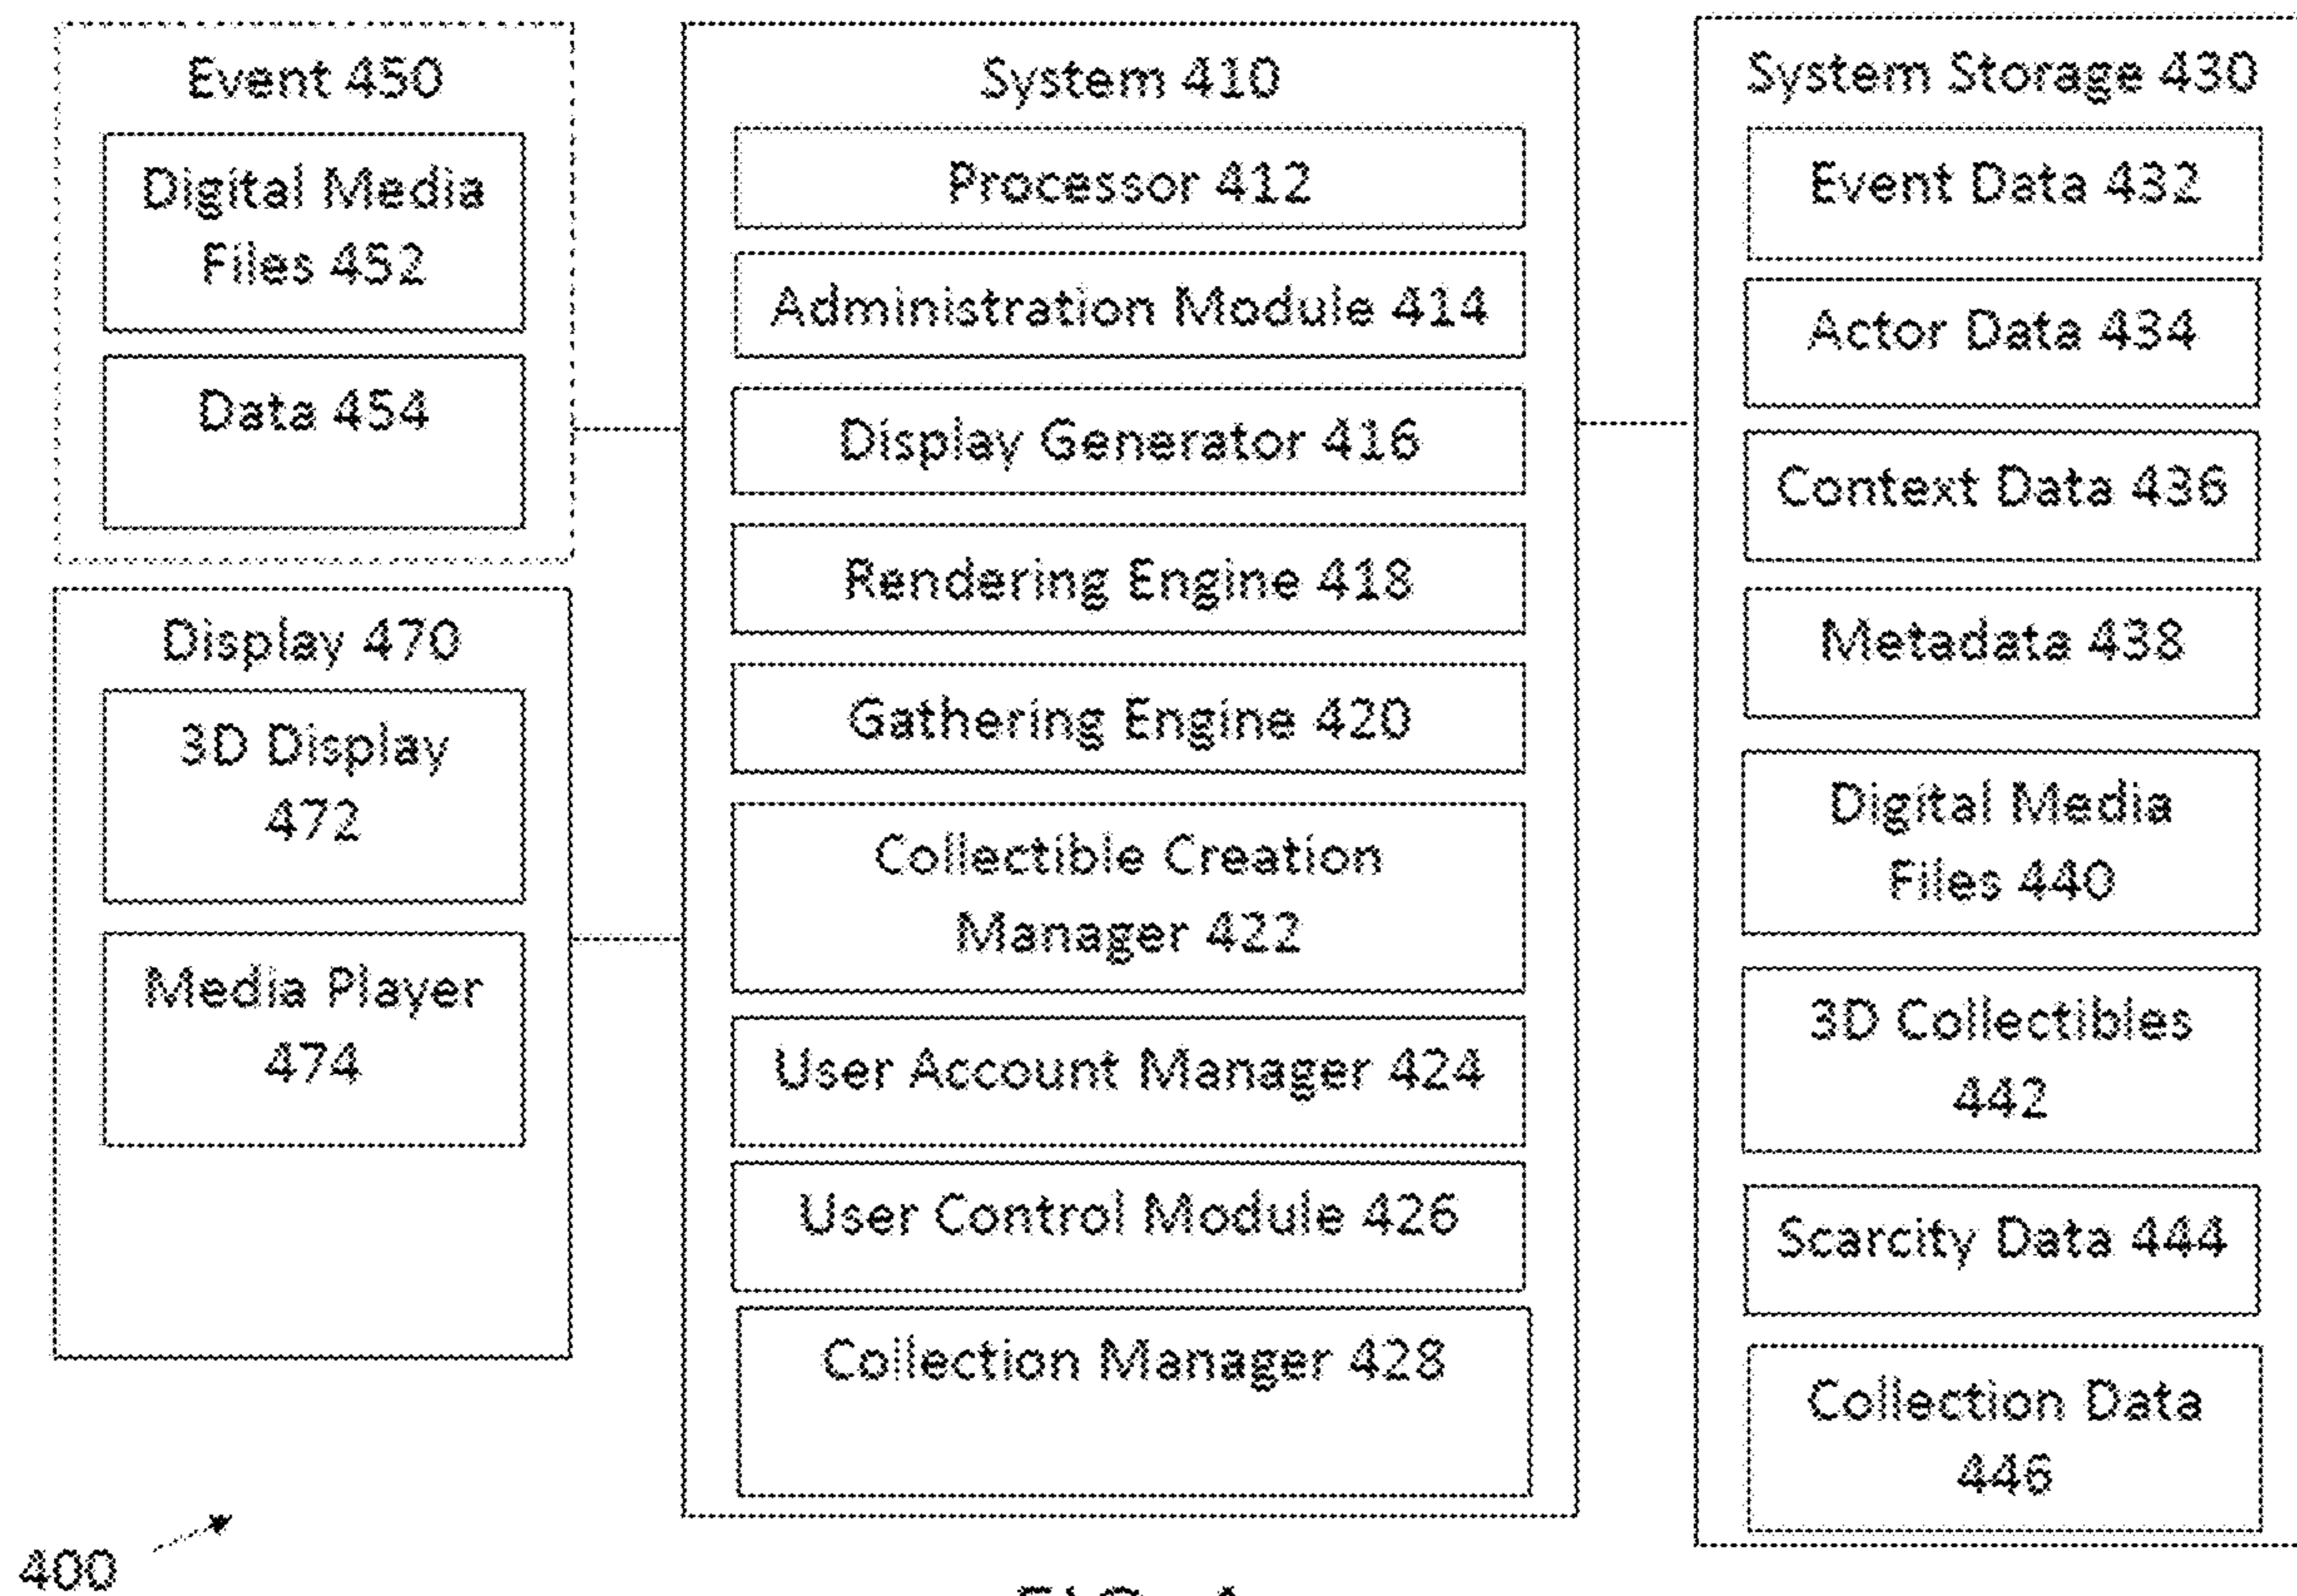 Event 450
Digital Media
Files 452
Data 454
Display 470
3D Display
472
Media Player
474
System 410
Processor 412
Administration Module 414
Display Generator 416
Rendering Engine 418
Gathering Engine 420
Collectible Creation
Manager 422
User Account Manager 424
User Control Module 426
Collection Manager 428
System Storage 430
Event Data 432
Actor Data 434
Context Data 436
Metadata 438
Digital Media
Files 440
3D Collectibles
442
Scarcity Data 444
Collection Data
446
400